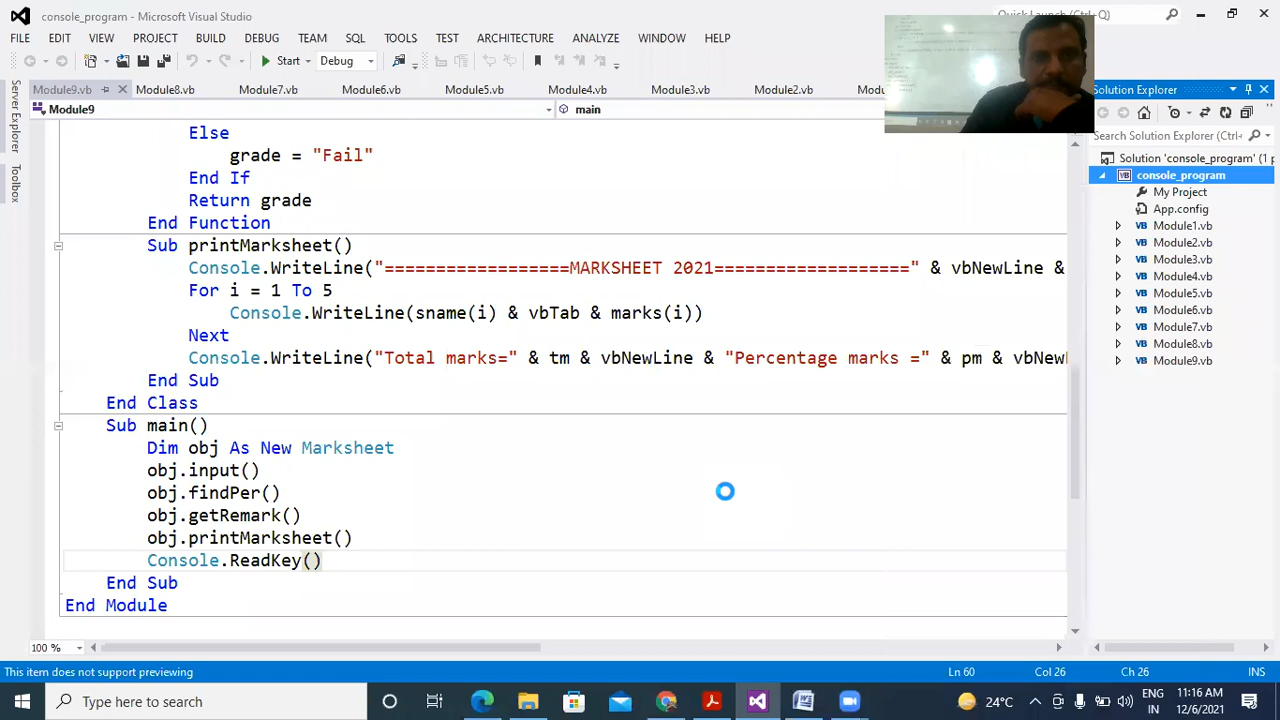 console_program - Microsoft Visual Studio
Quick Launch (Ctrl+Q)
FILE EDIT VIEW PROJECT DEBUG TEAM TOOLS TEST ARCHITECTURE ANALYZE WINDOW HELP
Start Debug
Module9.vb Module8. Module7.vb Module6.vb Module5.vb Module4.vb Module3.vb Module2.vb Modu
Solution Explorer
Module9 main
Search Solution Explorer (Ctrl+
Solution 'console_program' (1 p
console_program
My Project
App.config
Module1.vb
Module2.vb
Module3.vb
Module4.vb
Module5.vb
Module6.vb
Module7.vb
Module8.vb
Module9.vb
Toolbox
Else
grade = "Fail"
End If
Return grade
End Function
Sub printMarksheet()
Console.WriteLine("==================MARKSHEET 2021===================" & vbNewLine &
For i = 1 To 5
Console.WriteLine(sname(i) & vbTab & marks(i))
Next
Console.WriteLine("Total marks=" & tm & vbNewLine & "Percentage marks =" & pm & vbNewL
End Sub
End Class
Sub main()
Dim obj As New Marksheet
obj.input()
obj.findPer()
obj.getRemark()
obj.printMarksheet()
Console.ReadKey()
End Sub
End Module
100 %
This item does not support previewing Ln 60 Col 26 Ch 26 INS
Type here to search
24°C
ENG
IN
11:16 AM
12/6/2021